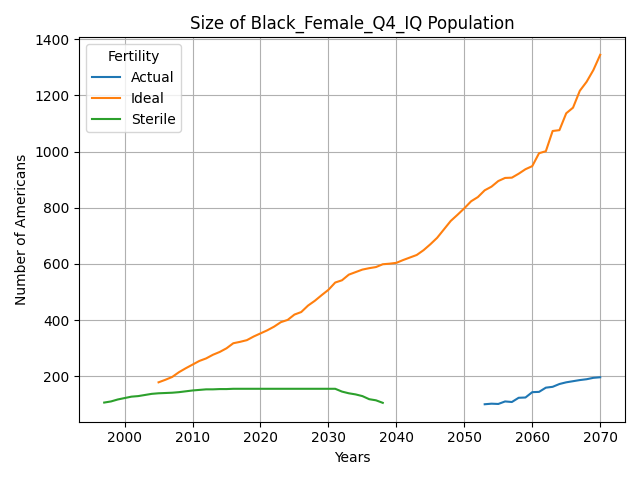 Size of Black_Female_Q4_IQ Population
Number of Americans
1400
1200
1000
800
600
400
200
Fertility
Actual
Ideal
Sterile
2000 2010 2020 2030 2040 2050 2060 2070
Years